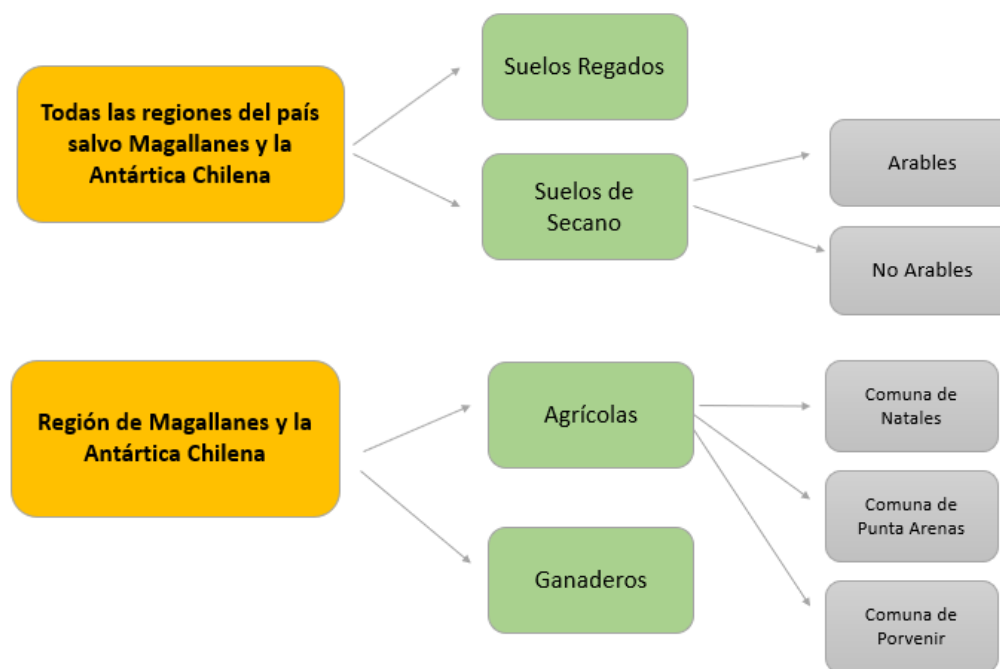 Todas las regiones del país
salvo Magallanes y la
Antártica Chilena
Suelos Regados
Suelos de
Secano
Arables
No Arables
Región de Magallanes y la
Antártica Chilena
Agrícolas
Ganaderos
Comuna de
Natales
Comuna de
Punta Arenas
Comuna de
Porvenir